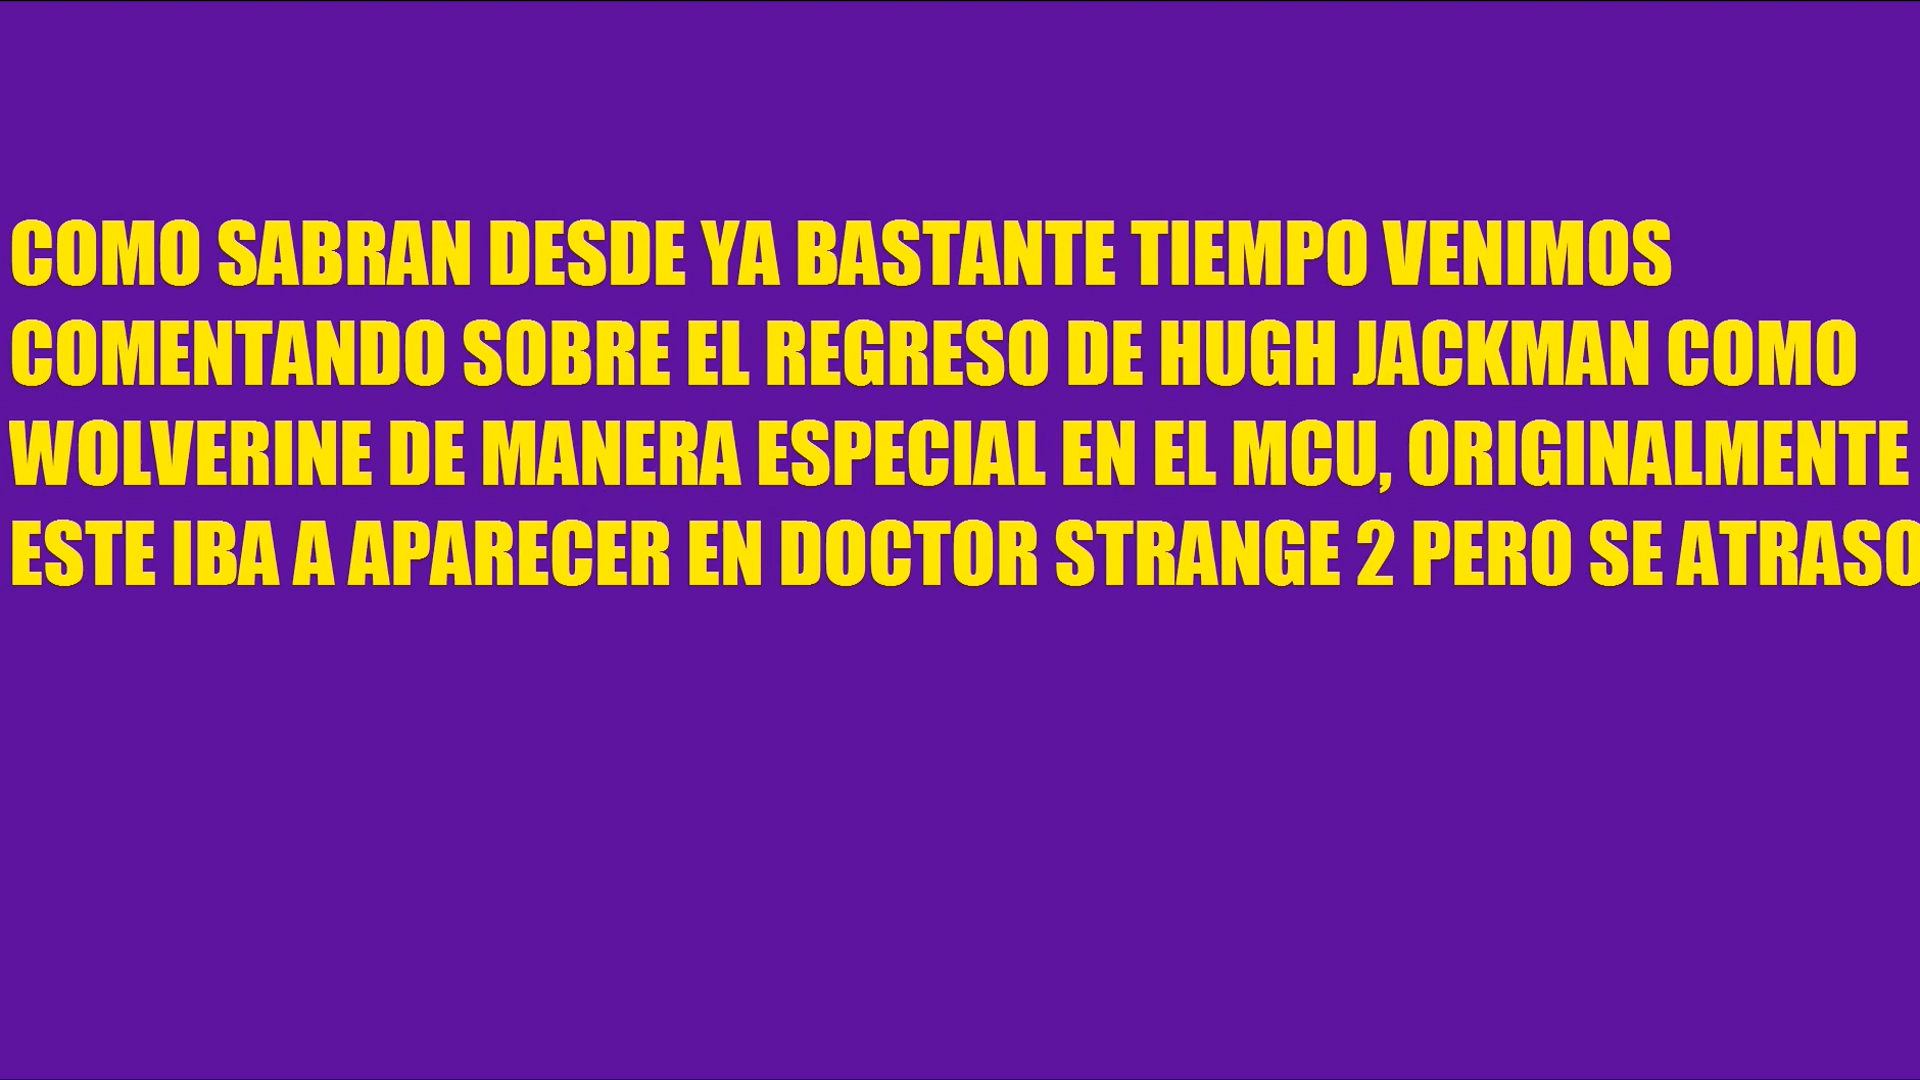 COMO SABRAN DESDE YA BASTANTE TIEMPO VENIMOS
COMENTANDO SOBRE EL REGRESO DE HUGH JACKMAN COMO
WOLVERINE DE MANERA ESPECIAL EN EL MCU, ORIGINALMENTE
ESTE IBA A APARECER EN DOCTOR STRANGE 2 PERO SE ATRASO